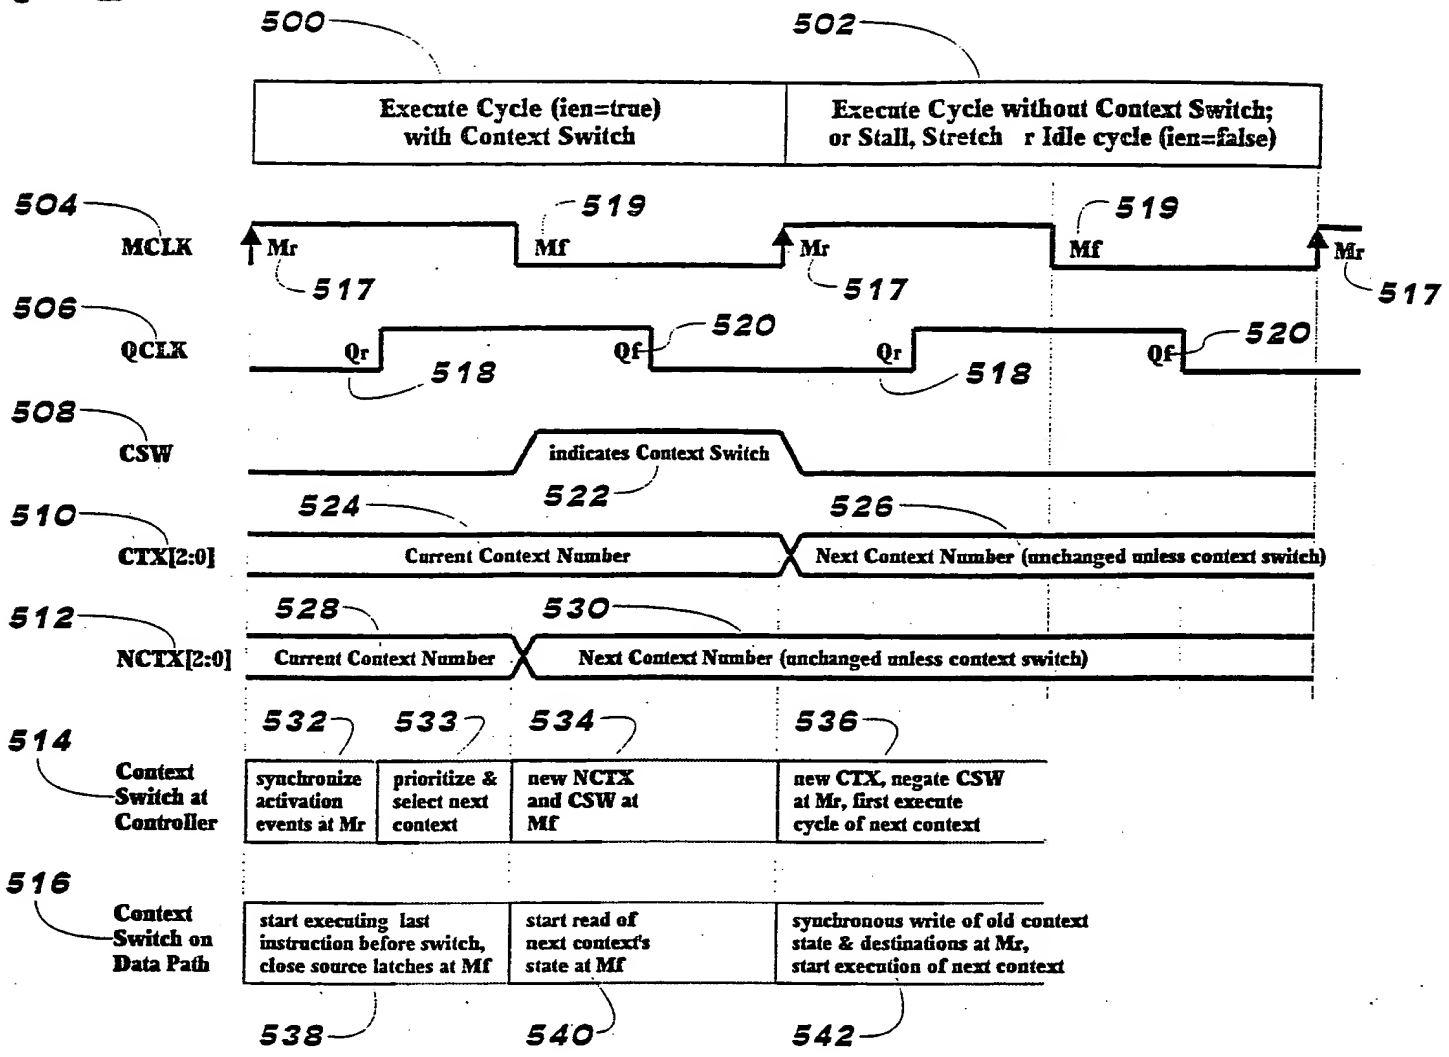 500
502
Execute Cycle (ien=true)
with Context Switch
Execute Cycle without Context Switch;
or Stall, Stretch r Idle cycle (ien=false)
504
MCLK
Mr
517
Mf
519
Mr
517
Mf
519
Mr
517
506
QCLK
Qr
518
Qf
520
Qr
518
Qf
520
508
CSW
indicates Context Switch
522
510
CTX[2:0]
524
Current Context Number
526
Next Context Number (unchanged unless context switch)
512
NCTX[2:0]
528
Current Context Number
530
Next Context Number (unchanged unless context switch)
514
Context
Switch at
Controller
532
synchronize
activation
events at Mr
533
prioritize &
select next
context
534
new NCTX
and CSW at
Mf
536
new CTX, negate CSW
at Mr, first execute
cycle of next context
516
Context
Switch on
Data Path
start executing last
instruction before switch,
close source latches at Mf
538
start read of
next context's
state at Mf
540
synchronous write of old context
state & destinations at Mr,
start execution of next context
542